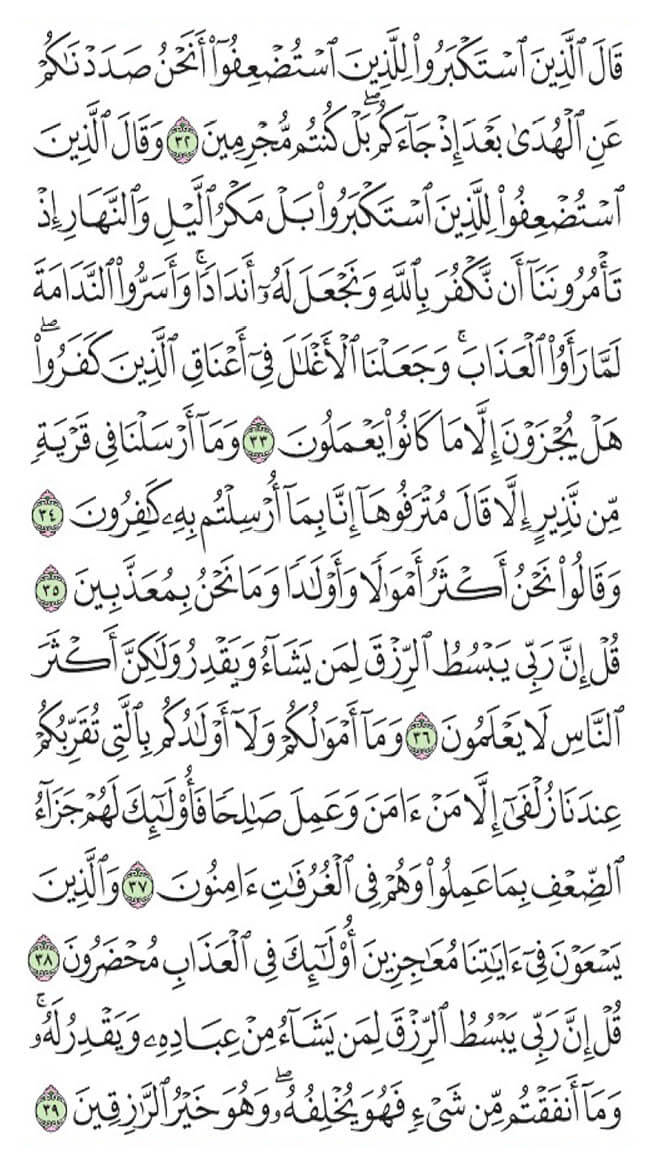 قَالَ ٱلَّذِينَ ٱسْتَكْبَرُوا۟ لِلَّذِينَ ٱسْتُضْعِفُوٓا۟ أَنَحْنُ صَدَدْنَـٰكُمْ
عَنِ ٱلْهُدَىٰ بَعْدَ إِذْ جَآءَكُم ۖ بَلْ كُنتُم مُّجْرِمِينَ ٣٢ وَقَالَ ٱلَّذِينَ
ٱسْتُضْعِفُوا۟ لِلَّذِينَ ٱسْتَكْبَرُوا۟ بَلْ مَكْرُ ٱلَّيْلِ وَٱلنَّهَارِ إِذْ
تَأْمُرُونَنَآ أَن نَّكْفُرَ بِٱللَّهِ وَنَجْعَلَ لَهُۥٓ أَندَادًا ۚ وَأَسَرُّوا۟ ٱلنَّدَامَةَ
لَمَّا رَأَوُا۟ ٱلْعَذَابَ ۚ وَجَعَلْنَا ٱلْأَغْلَـٰلَ فِىٓ أَعْنَاقِ ٱلَّذِينَ كَفَرُوا۟ ۖ
هَلْ يُجْزَوْنَ إِلَّا مَا كَانُوا۟ يَعْمَلُونَ ٣٣ وَمَآ أَرْسَلْنَا فِى قَرْيَةٍ
مِّن نَّذِيرٍ إِلَّا قَالَ مُتْرَفُوهَآ إِنَّا بِمَآ أُرْسِلْتُم بِهِۦ كَـٰفِرُونَ ٣٤
وَقَالُوا۟ نَحْنُ أَكْثَرُ أَمْوَٰلًا وَأَوْلَـٰدًا وَمَا نَحْنُ بِمُعَذَّبِينَ ٣٥
قُلْ إِنَّ رَبِّى يَبْسُطُ ٱلرِّزْقَ لِمَن يَشَآءُ وَيَقْدِرُ وَلَـٰكِنَّ أَكْثَرَ
ٱلنَّاسِ لَا يَعْلَمُونَ ٣٦ وَمَآ أَمْوَٰلُكُمْ وَلَآ أَوْلَـٰدُكُم بِٱلَّتِى تُقَرِّبُكُمْ
عِندَنَا زُلْفَىٰٓ إِلَّا مَنْ ءَامَنَ وَعَمِلَ صَـٰلِحًا فَأُو۟لَـٰٓئِكَ لَهُمْ جَزَآءُ
ٱلضِّعْفِ بِمَا عَمِلُوا۟ وَهُمْ فِى ٱلْغُرُفَـٰتِ ءَامِنُونَ ٣٧ وَٱلَّذِينَ
يَسْعَوْنَ فِىٓ ءَايَـٰتِنَا مُعَـٰجِزِينَ أُو۟لَـٰٓئِكَ فِى ٱلْعَذَابِ مُحْضَرُونَ ٣٨
قُلْ إِنَّ رَبِّى يَبْسُطُ ٱلرِّزْقَ لِمَن يَشَآءُ مِنْ عِبَادِهِۦ وَيَقْدِرُ لَهُۥ ۚ
وَمَآ أَنفَقْتُم مِّن شَىْءٍ فَهُوَ يُخْلِفُهُۥ ۖ وَهُوَ خَيْرُ ٱلرَّٰزِقِينَ ٣٩